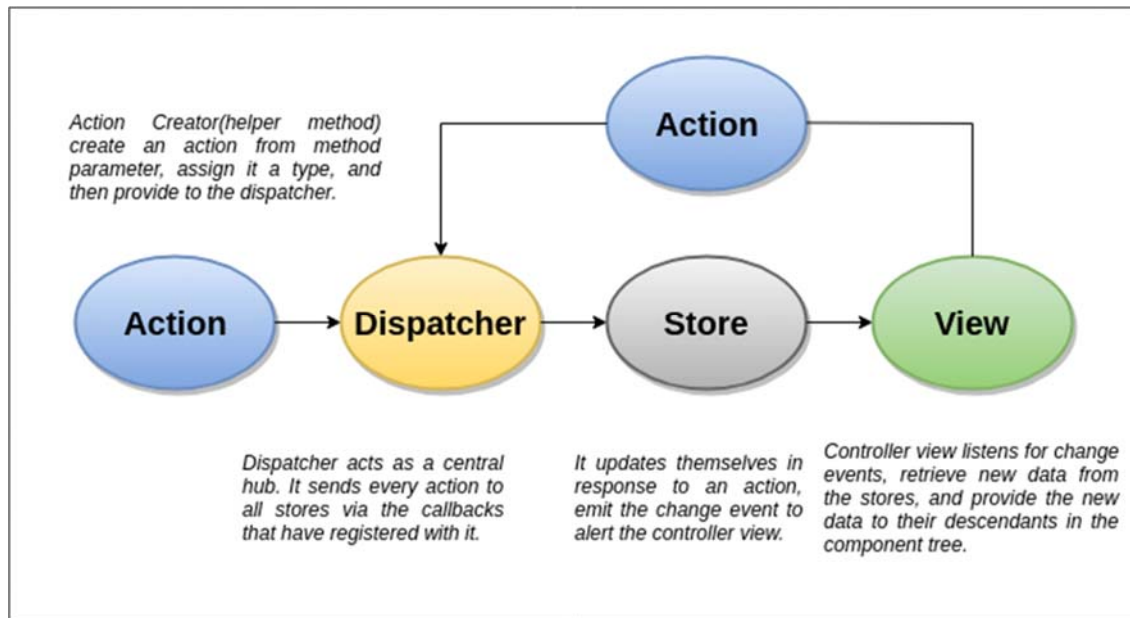 Action
Action Creator(helper method)
create an action from method
parameter, assign it a type, and
then provide to the dispatcher.
Action
Dispatcher
Store
View
Dispatcher acts as a central
hub. It sends every action to
all stores via the callbacks
that have registered with it.
It updates themselves in
response to an action,
emit the change event to
alert the controller view.
Controller view listens for change
events, retrieve new data from
the stores, and provide the new
data to their descendants in the
component tree.